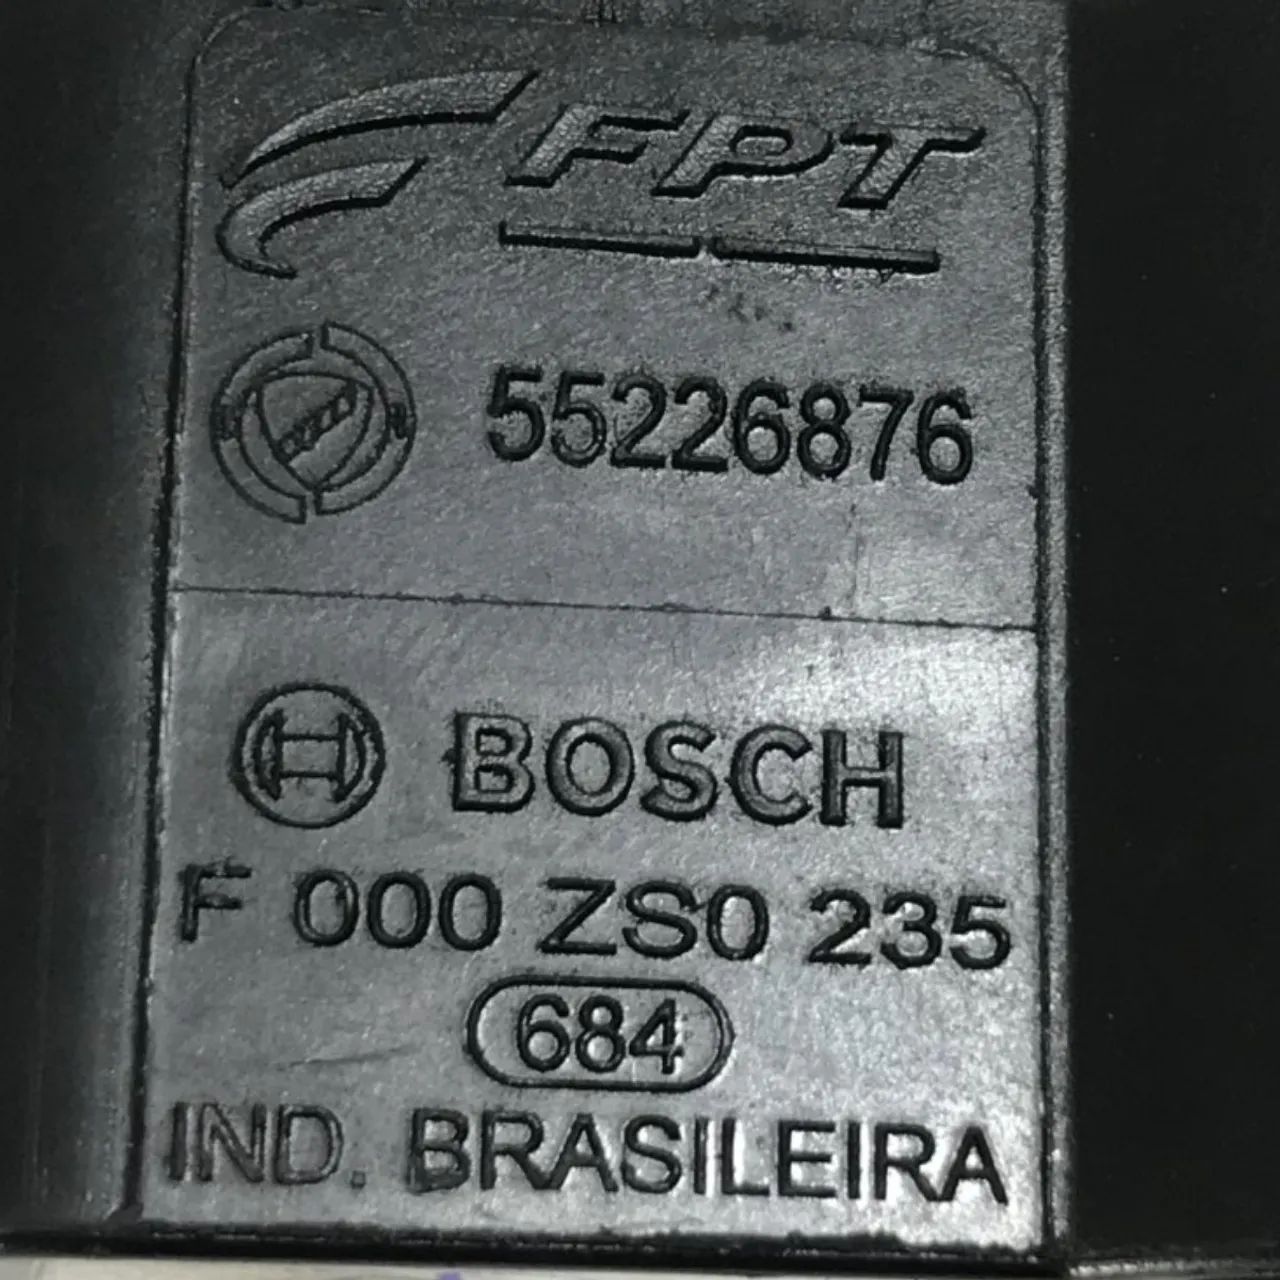 FPT
55226876
BOSCH
F 000 ZS0 235
684
IND. BRASILEIRA